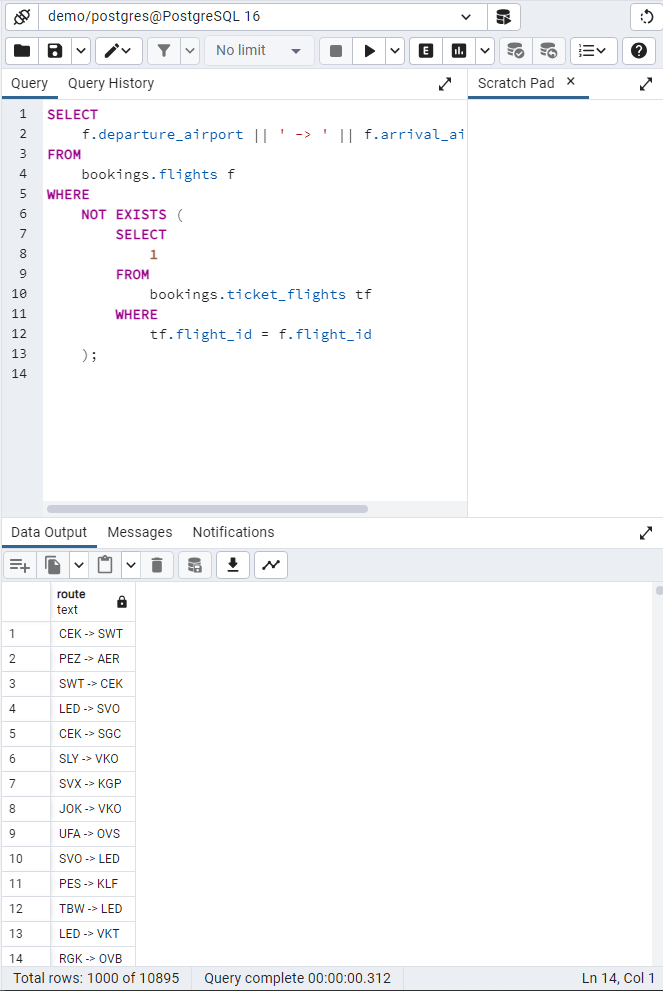 demo/postgres@PostgreSQL 16
No limit
E
Query Query History
Scratch Pad ×
1 SELECT
2 f.departure_airport || ' -> ' || f.arrival_ai
3 FROM
4 bookings.flights f
5 WHERE
6 NOT EXISTS (
7 SELECT
8 1
9 FROM
10 bookings.ticket_flights tf
11 WHERE
12 tf.flight_id = f.flight_id
13 );
14
Data Output Messages Notifications
route
text
1 CEK -> SWT
2 PEZ -> AER
3 SWT -> CEK
4 LED -> SVO
5 CEK -> SGC
6 SLY -> VKO
7 SVX -> KGP
8 JOK -> VKO
9 UFA -> OVS
10 SVO -> LED
11 PES -> KLF
12 TBW -> LED
13 LED -> VKT
14 RGK -> OVB
Total rows: 1000 of 10895 Query complete 00:00:00.312 Ln 14, Col 1